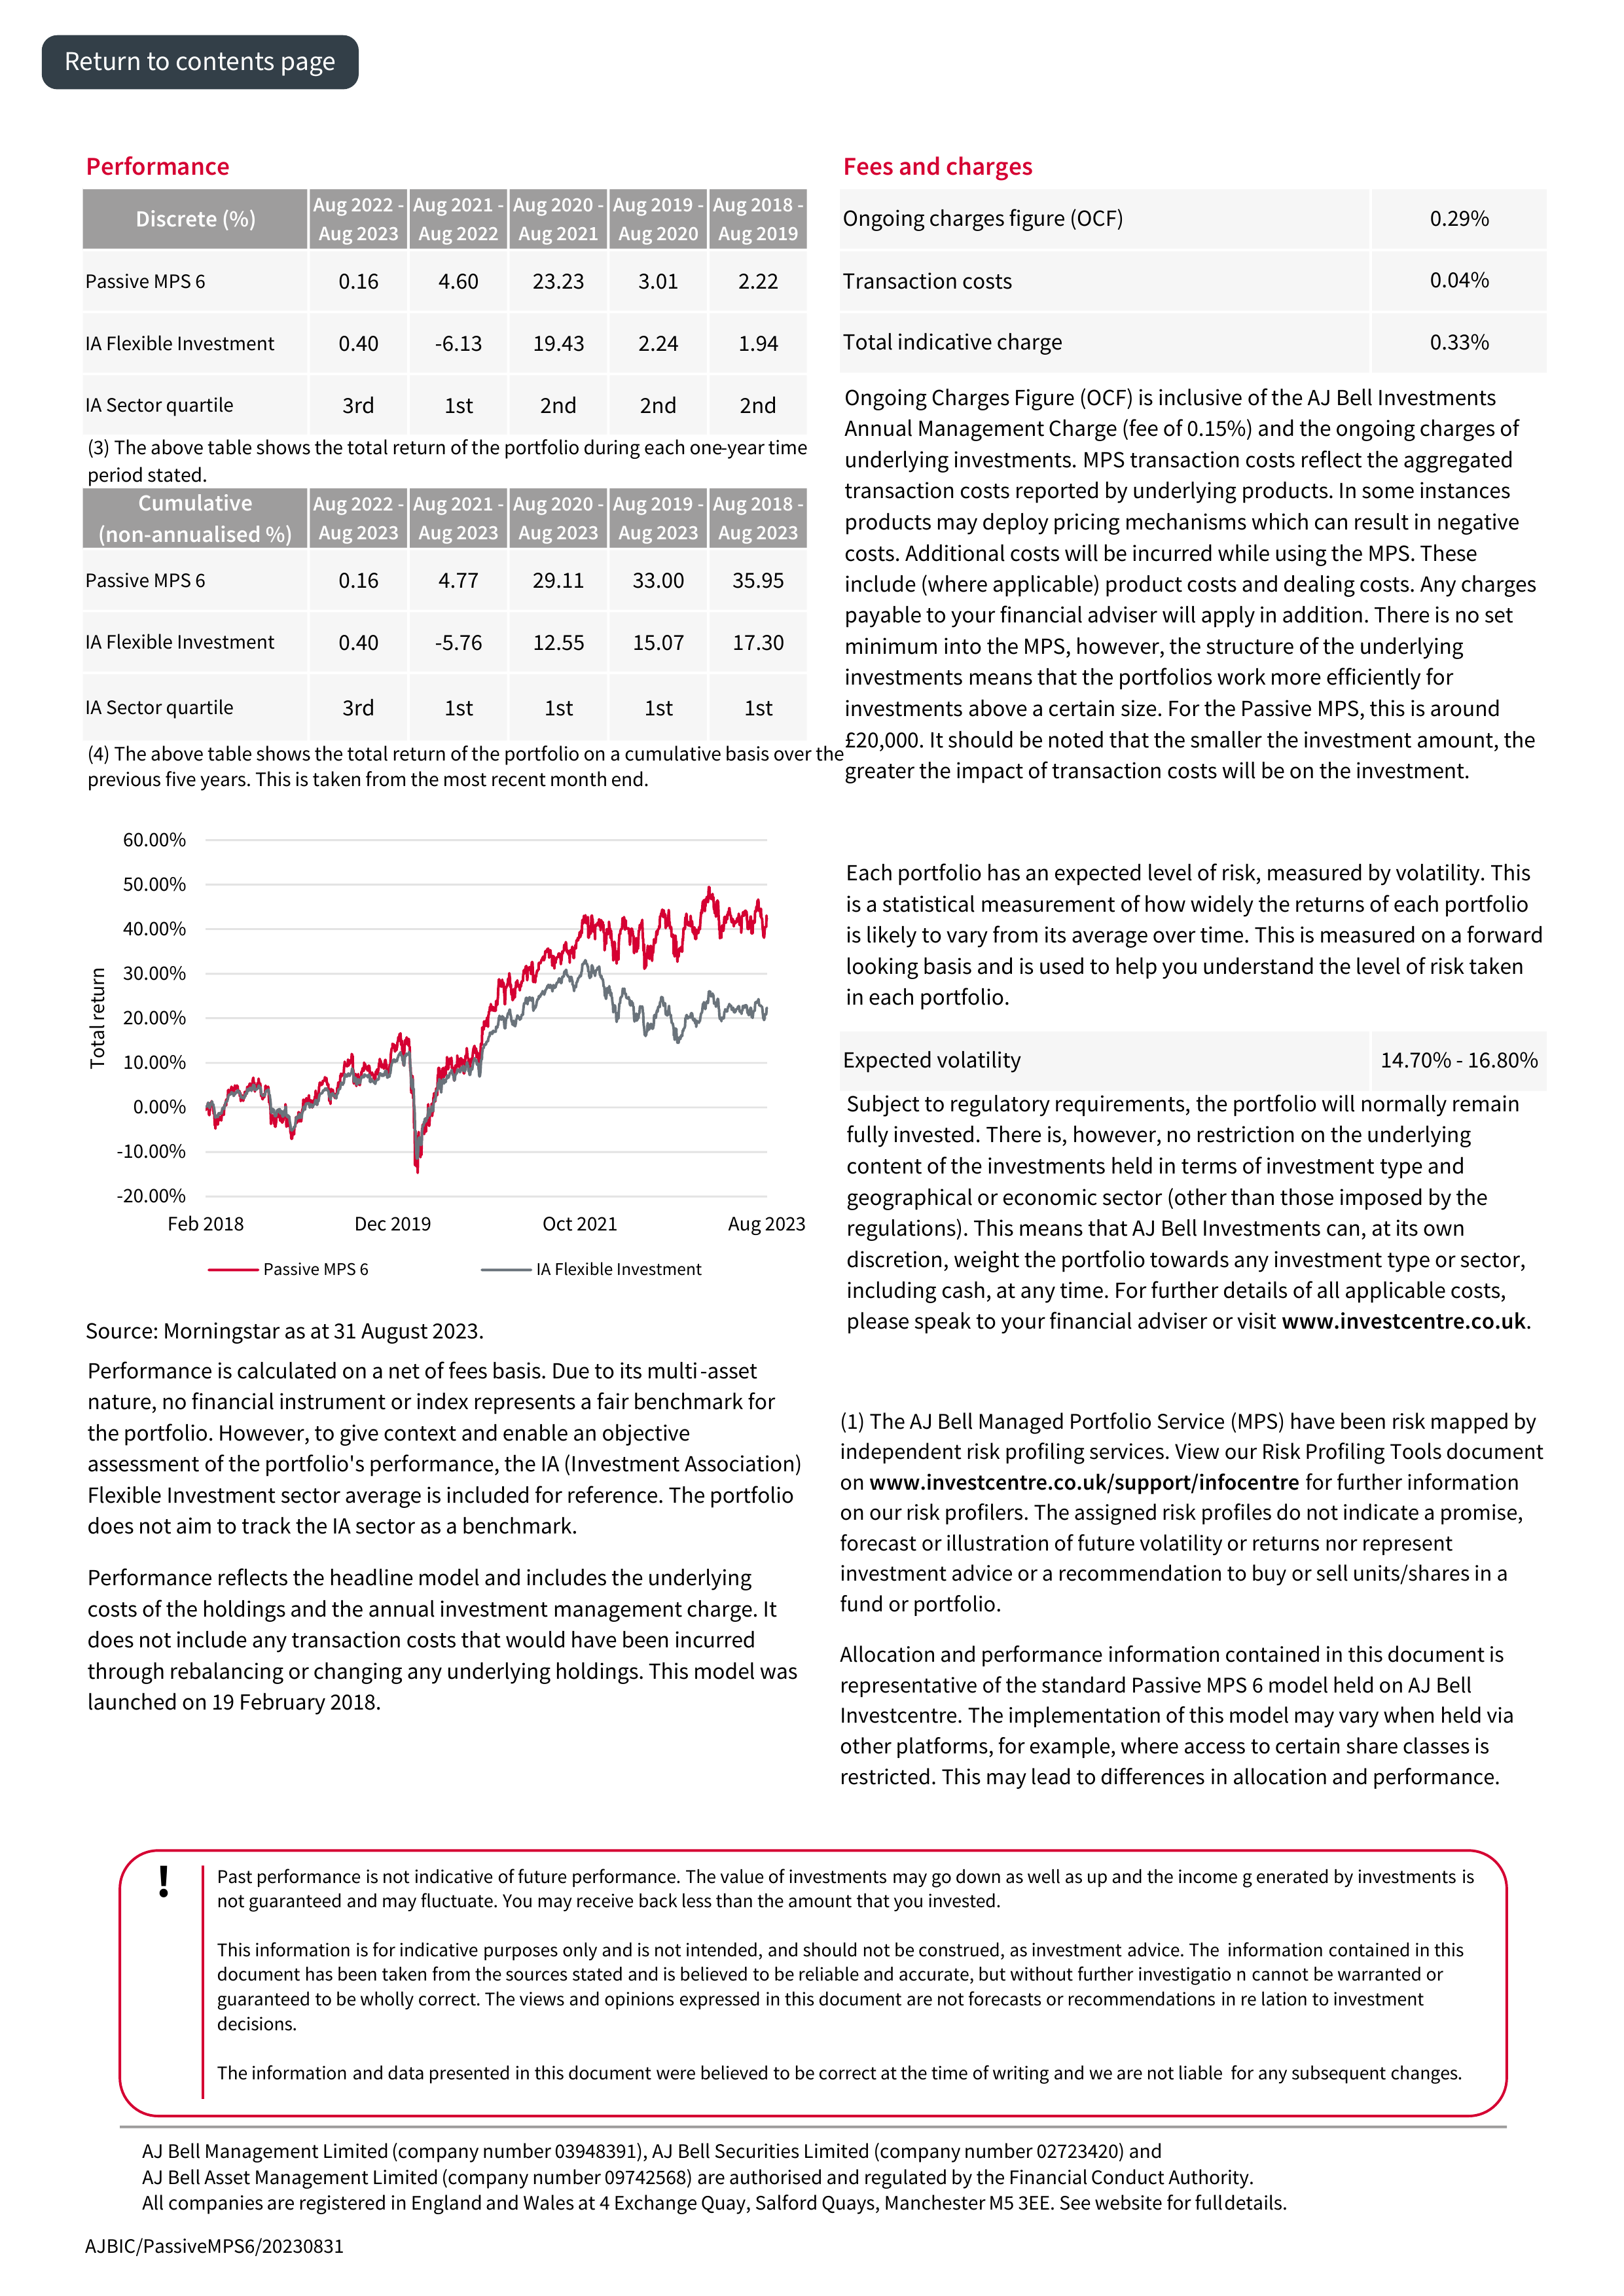 Return to contents page
Performance
Discrete (%)
Aug 2022 - Aug 2021 - Aug 2020 - Aug 2019 - Aug 2018 -
Aug 2023 Aug 2022 Aug 2021 Aug 2020 Aug 2019
Passive MPS 6 0.16 4.60 23.23 3.01 2.22
IA Flexible Investment 0.40 -6.13 19.43 2.24 1.94
IA Sector quartile 3rd 1st 2nd 2nd 2nd
(3) The above table shows the total return of the portfolio during each one-year time
period stated.
Cumulative Aug 2022 - Aug 2021 - Aug 2020 - Aug 2019 - Aug 2018 -
(non-annualised %) Aug 2023 Aug 2023 Aug 2023 Aug 2023 Aug 2023
Passive MPS 6 0.16 4.77 29.11 33.00 35.95
IA Flexible Investment 0.40 -5.76 12.55 15.07 17.30
IA Sector quartile 3rd 1st 1st 1st 1st
(4) The above table shows the total return of the portfolio on a cumulative basis over the
previous five years. This is taken from the most recent month end.
Total return
60.00%
50.00%
40.00%
30.00%
20.00%
10.00%
0.00%
-10.00%
-20.00%
Feb 2018 Dec 2019 Oct 2021 Aug 2023
Passive MPS 6 IA Flexible Investment
Source: Morningstar as at 31 August 2023.
Performance is calculated on a net of fees basis. Due to its multi-asset
nature, no financial instrument or index represents a fair benchmark for
the portfolio. However, to give context and enable an objective
assessment of the portfolio's performance, the IA (Investment Association)
Flexible Investment sector average is included for reference. The portfolio
does not aim to track the IA sector as a benchmark.
Performance reflects the headline model and includes the underlying
costs of the holdings and the annual investment management charge. It
does not include any transaction costs that would have been incurred
through rebalancing or changing any underlying holdings. This model was
launched on 19 February 2018.
Fees and charges
Ongoing charges figure (OCF) 0.29%
Transaction costs 0.04%
Total indicative charge 0.33%
Ongoing Charges Figure (OCF) is inclusive of the AJ Bell Investments
Annual Management Charge (fee of 0.15%) and the ongoing charges of
underlying investments. MPS transaction costs reflect the aggregated
transaction costs reported by underlying products. In some instances
products may deploy pricing mechanisms which can result in negative
costs. Additional costs will be incurred while using the MPS. These
include (where applicable) product costs and dealing costs. Any charges
payable to your financial adviser will apply in addition. There is no set
minimum into the MPS, however, the structure of the underlying
investments means that the portfolios work more efficiently for
investments above a certain size. For the Passive MPS, this is around
£20,000. It should be noted that the smaller the investment amount, the
greater the impact of transaction costs will be on the investment.
Each portfolio has an expected level of risk, measured by volatility. This
is a statistical measurement of how widely the returns of each portfolio
is likely to vary from its average over time. This is measured on a forward
looking basis and is used to help you understand the level of risk taken
in each portfolio.
Expected volatility 14.70% - 16.80%
Subject to regulatory requirements, the portfolio will normally remain
fully invested. There is, however, no restriction on the underlying
content of the investments held in terms of investment type and
geographical or economic sector (other than those imposed by the
regulations). This means that AJ Bell Investments can, at its own
discretion, weight the portfolio towards any investment type or sector,
including cash, at any time. For further details of all applicable costs,
please speak to your financial adviser or visit www.investcentre.co.uk.
(1) The AJ Bell Managed Portfolio Service (MPS) have been risk mapped by
independent risk profiling services. View our Risk Profiling Tools document
on www.investcentre.co.uk/support/infocentre for further information
on our risk profilers. The assigned risk profiles do not indicate a promise,
forecast or illustration of future volatility or returns nor represent
investment advice or a recommendation to buy or sell units/shares in a
fund or portfolio.
Allocation and performance information contained in this document is
representative of the standard Passive MPS 6 model held on AJ Bell
Investcentre. The implementation of this model may vary when held via
other platforms, for example, where access to certain share classes is
restricted. This may lead to differences in allocation and performance.
!
Past performance is not indicative of future performance. The value of investments may go down as well as up and the income g enerated by investments is
not guaranteed and may fluctuate. You may receive back less than the amount that you invested.
This information is for indicative purposes only and is not intended, and should not be construed, as investment advice. The information contained in this
document has been taken from the sources stated and is believed to be reliable and accurate, but without further investigatio n cannot be warranted or
guaranteed to be wholly correct. The views and opinions expressed in this document are not forecasts or recommendations in re lation to investment
decisions.
The information and data presented in this document were believed to be correct at the time of writing and we are not liable for any subsequent changes.
AJ Bell Management Limited (company number 03948391), AJ Bell Securities Limited (company number 02723420) and
AJ Bell Asset Management Limited (company number 09742568) are authorised and regulated by the Financial Conduct Authority.
All companies are registered in England and Wales at 4 Exchange Quay, Salford Quays, Manchester M5 3EE. See website for full details.
AJBIC/PassiveMPS6/20230831